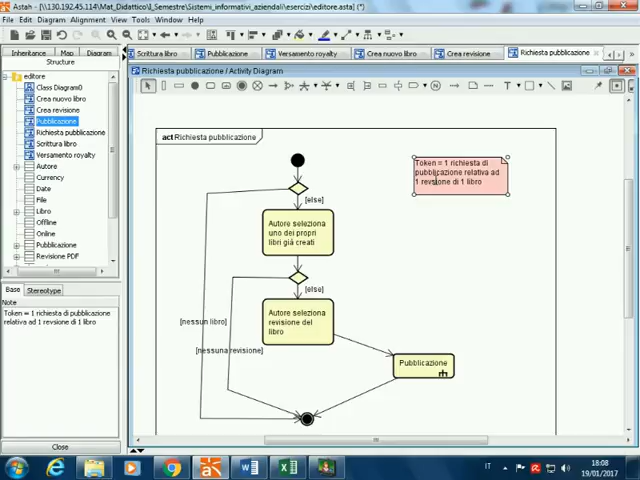 Astah - [\\130.192.45.114\Mat_Didattico\I_Semestre\Sistemi_informativi_aziendali\esercizi\editore.asta]
File Edit Diagram Alignment View Tools Window Help
Inheritance Map Diagram
Structure
editore
Class Diagram0
Crea nuovo libro
Crea revisione
Pubblicazione
Richiesta pubblicazione
Scrittura libro
Versamento royalty
Autore
Currency
Date
File
Libro
Offline
Online
Pubblicazione
Revisione PDF
Base Stereotype
Note
Token = 1 richiesta di pubblicazione
relativa ad 1 revsione di 1 libro
Close
Scrittura libro Pubblicazione Versamento royalty Crea nuovo libro Crea revisione Richiesta pubblicazione
Richiesta pubblicazione / Activity Diagram
act Richiesta pubblicazione
Token = 1 richiesta di
pubblicazione relativa ad
1 revsione di 1 libro
[else]
Autore seleziona
uno dei propri
libri già creati
[else]
Autore seleziona
revisione del
libro
[nessun libro]
[nessuna revisione]
Pubblicazione
IT
18:08
19/01/2017